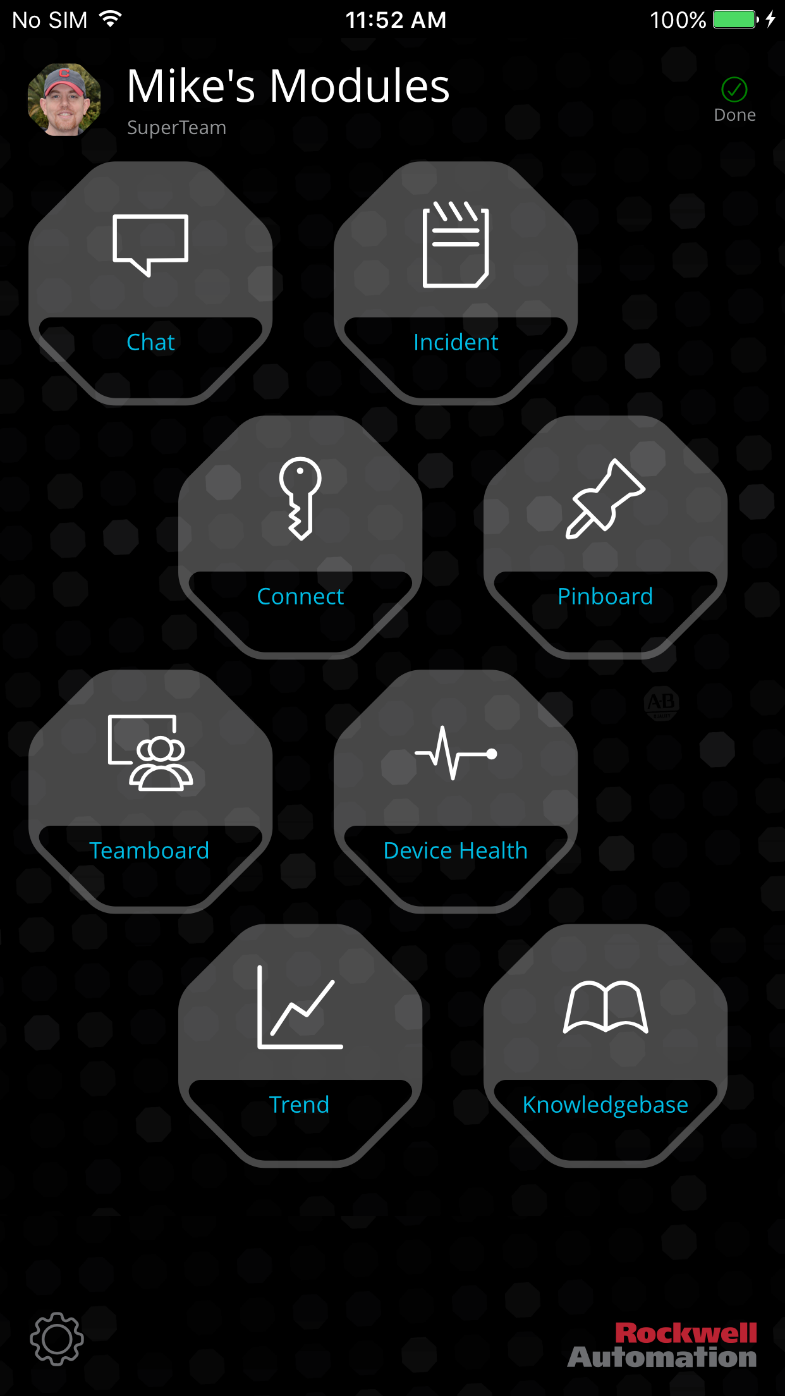 No SIM 11:52 AM 100%
Mike's Modules
SuperTeam
Done
Chat Incident
Connect Pinboard
AB
Teamboard Device Health
Trend Knowledgebase
Rockwell
Automation